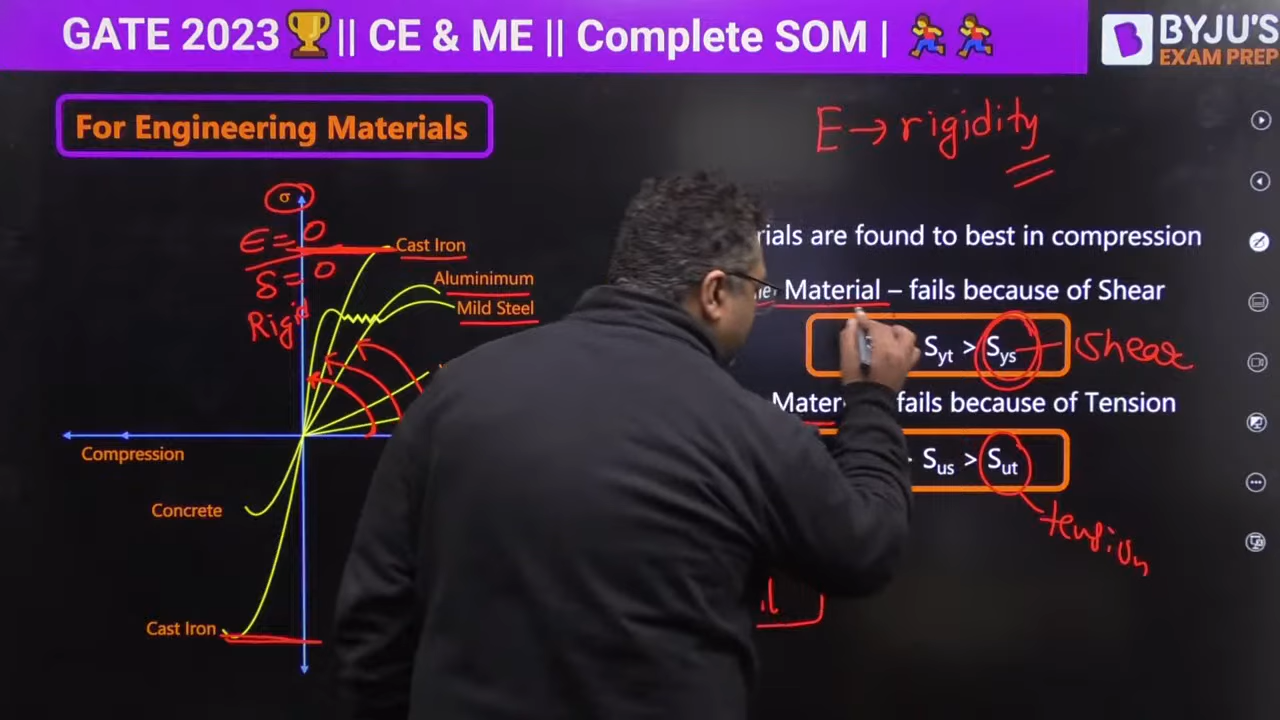 GATE 2023🏆|| CE & ME || Complete SOM | 🏃🏃
BYJU'S
EXAM PREP
For Engineering Materials
E → rigidity
σ
ϵ = 0
δ = 0
Rigid
Cast Iron
Aluminimum
Mild Steel
Compression
Concrete
Cast Iron
rials are found to best in compression
Material – fails because of Shear
Syt > Sys
Shear
Mater fails because of Tension
Sus > Sut
tension